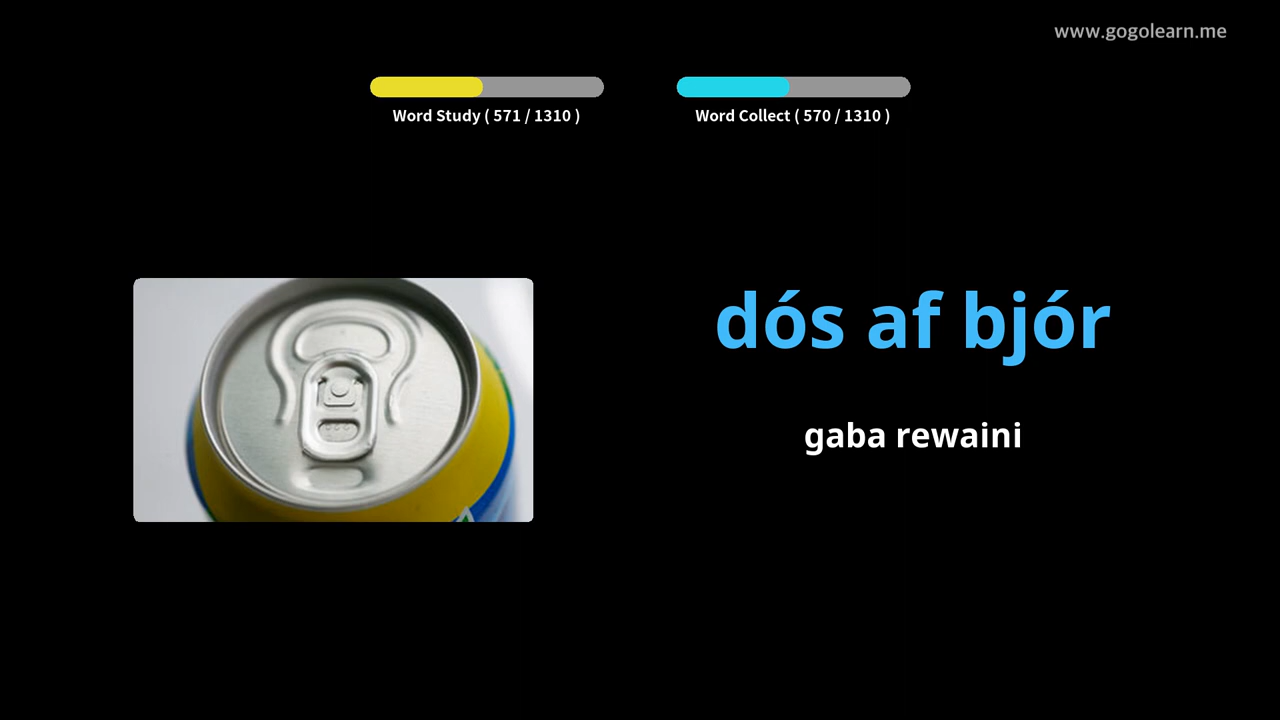 www.gogolearn.me
Word Study ( 571 / 1310 )
Word Collect ( 570 / 1310 )
dós af bjór
gaba rewaini